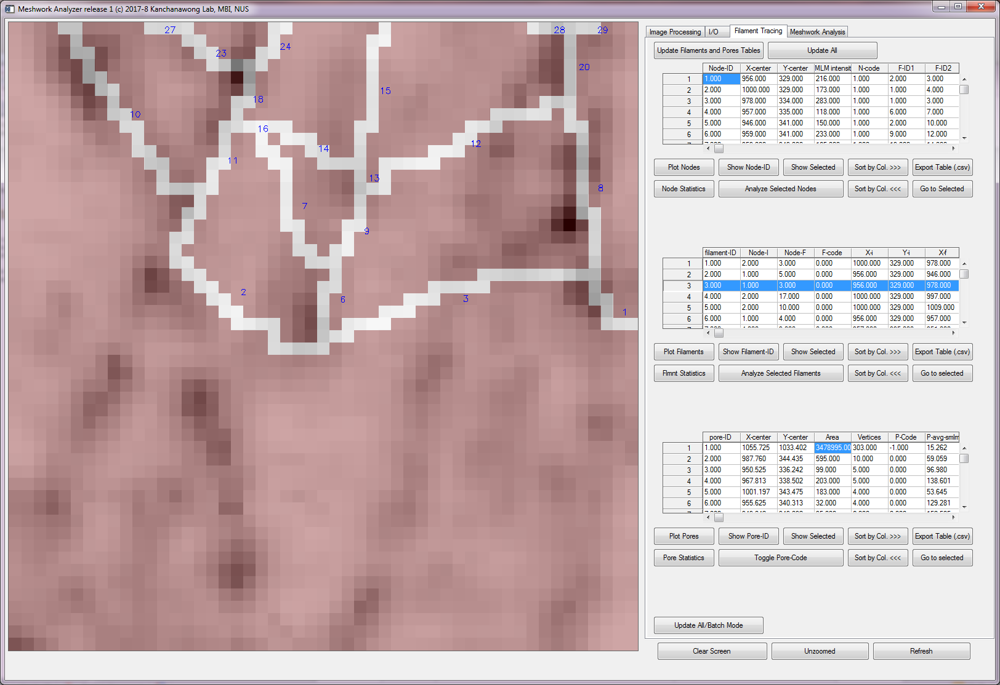 Meshwork Analyzer release 1 (c) 2017-8 Kanchanawong Lab, MBI, NUS
27
28
29
23
24
20
15
18
10
16
12
14
11
13
8
7
9
2
6
3
1
Image Processing I/O Filament Tracing Meshwork Analysis
Update Filaments and Pores Tables Update All
Node-ID X-center Y-center MLM intensit N-code F-ID1 F-ID2
1 1.000 956.000 329.000 216.000 1.000 2.000 3.000
2 2.000 1000.000 329.000 173.000 1.000 1.000 4.000
3 3.000 978.000 334.000 283.000 1.000 1.000 3.000
4 4.000 957.000 335.000 118.000 1.000 6.000 7.000
5 5.000 946.000 341.000 150.000 1.000 2.000 10.000
6 6.000 959.000 341.000 233.000 1.000 9.000 12.000
Plot Nodes Show Node-ID Show Selected Sort by Col. >>> Export Table (.csv)
Node Statistics Analyze Selected Nodes Sort by Col. <<< Go to Selected
filament-ID Node-I Node-F F-code X-i Y-i X-f
1 1.000 2.000 3.000 0.000 1000.000 329.000 978.000
2 2.000 1.000 5.000 0.000 956.000 329.000 946.000
3 3.000 1.000 3.000 0.000 956.000 329.000 978.000
4 4.000 2.000 17.000 0.000 1000.000 329.000 997.000
5 5.000 2.000 10.000 0.000 1000.000 329.000 1009.000
6 6.000 1.000 4.000 0.000 956.000 329.000 957.000
Plot Filaments Show Filament-ID Show Selected Sort by Col. >>> Export Table (.csv)
Flmnt Statistics Analyze Selected Filaments Sort by Col. <<< Go to selected
pore-ID X-center Y-center Area Vertices P-Code P-avg-smlm
1 1.000 1055.725 1033.402 3478995.00 303.000 -1.000 15.262
2 2.000 987.760 344.435 595.000 10.000 0.000 59.059
3 3.000 950.525 336.242 99.000 5.000 0.000 96.980
4 4.000 967.813 338.502 203.000 5.000 0.000 138.601
5 5.000 1001.197 343.475 183.000 4.000 0.000 53.645
6 6.000 955.625 340.313 32.000 4.000 0.000 129.281
Plot Pores Show Pore-ID Show Selected Sort by Col. >>> Export Table (.csv)
Pore Statistics Toggle Pore-Code Sort by Col. <<< Go to selected
Update All/Batch Mode
Clear Screen Unzoomed Refresh